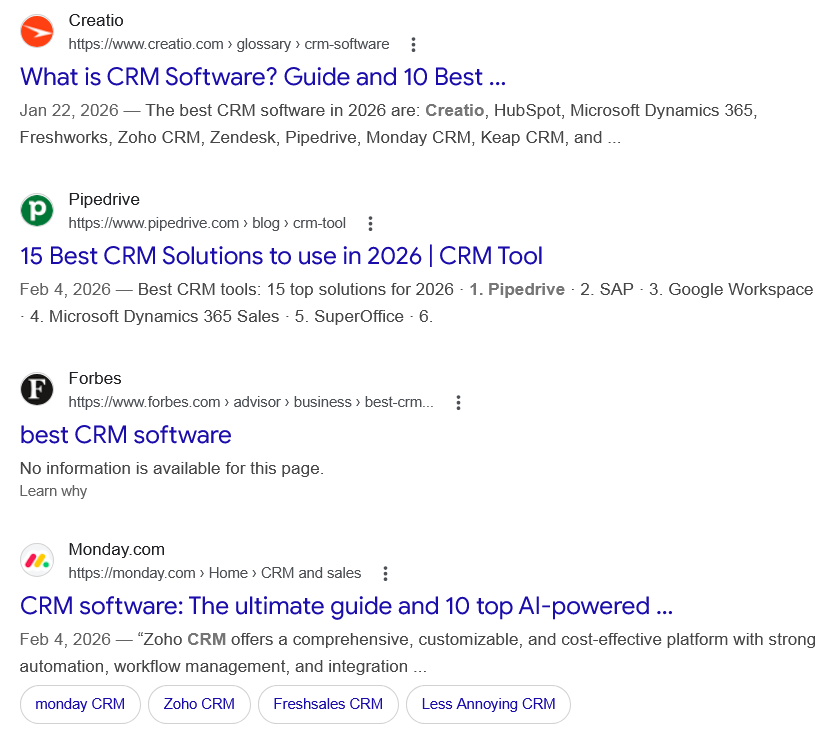 Creatio
https://www.creatio.com › glossary › crm-software
What is CRM Software? Guide and 10 Best ...
Jan 22, 2026 — The best CRM software in 2026 are: Creatio, HubSpot, Microsoft Dynamics 365,
Freshworks, Zoho CRM, Zendesk, Pipedrive, Monday CRM, Keap CRM, and ...
Pipedrive
https://www.pipedrive.com › blog › crm-tool
15 Best CRM Solutions to use in 2026 | CRM Tool
Feb 4, 2026 — Best CRM tools: 15 top solutions for 2026 · 1. Pipedrive · 2. SAP · 3. Google Workspace
· 4. Microsoft Dynamics 365 Sales · 5. SuperOffice · 6.
Forbes
https://www.forbes.com › advisor › business › best-crm...
best CRM software
No information is available for this page.
Learn why
Monday.com
https://monday.com › Home › CRM and sales
CRM software: The ultimate guide and 10 top AI-powered ...
Feb 4, 2026 — “Zoho CRM offers a comprehensive, customizable, and cost-effective platform with strong
automation, workflow management, and integration ...
monday CRM
Zoho CRM
Freshsales CRM
Less Annoying CRM